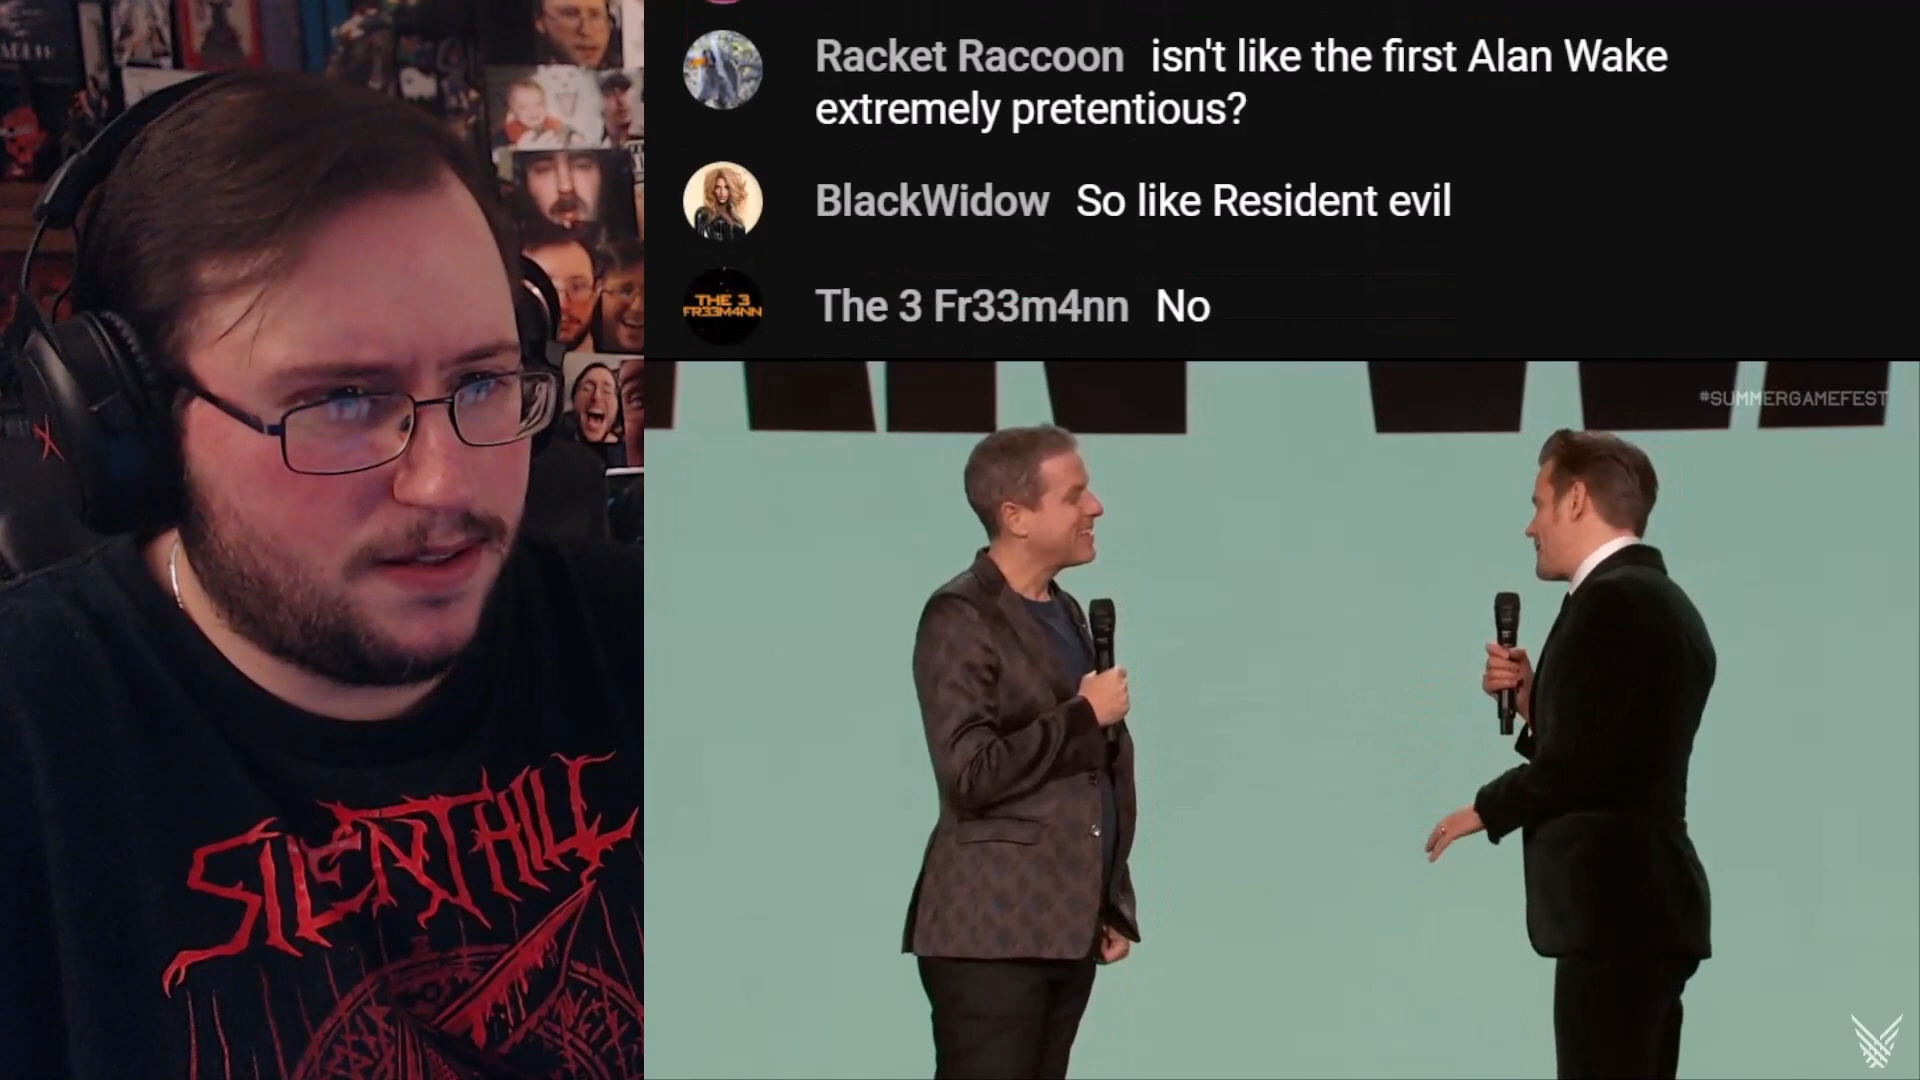 Racket Raccoon isn't like the first Alan Wake
extremely pretentious?
BlackWidow So like Resident evil
THE 3
FR33M4NN
The 3 Fr33m4nn No
#SUMMERGAMEFEST
SILENT HILL